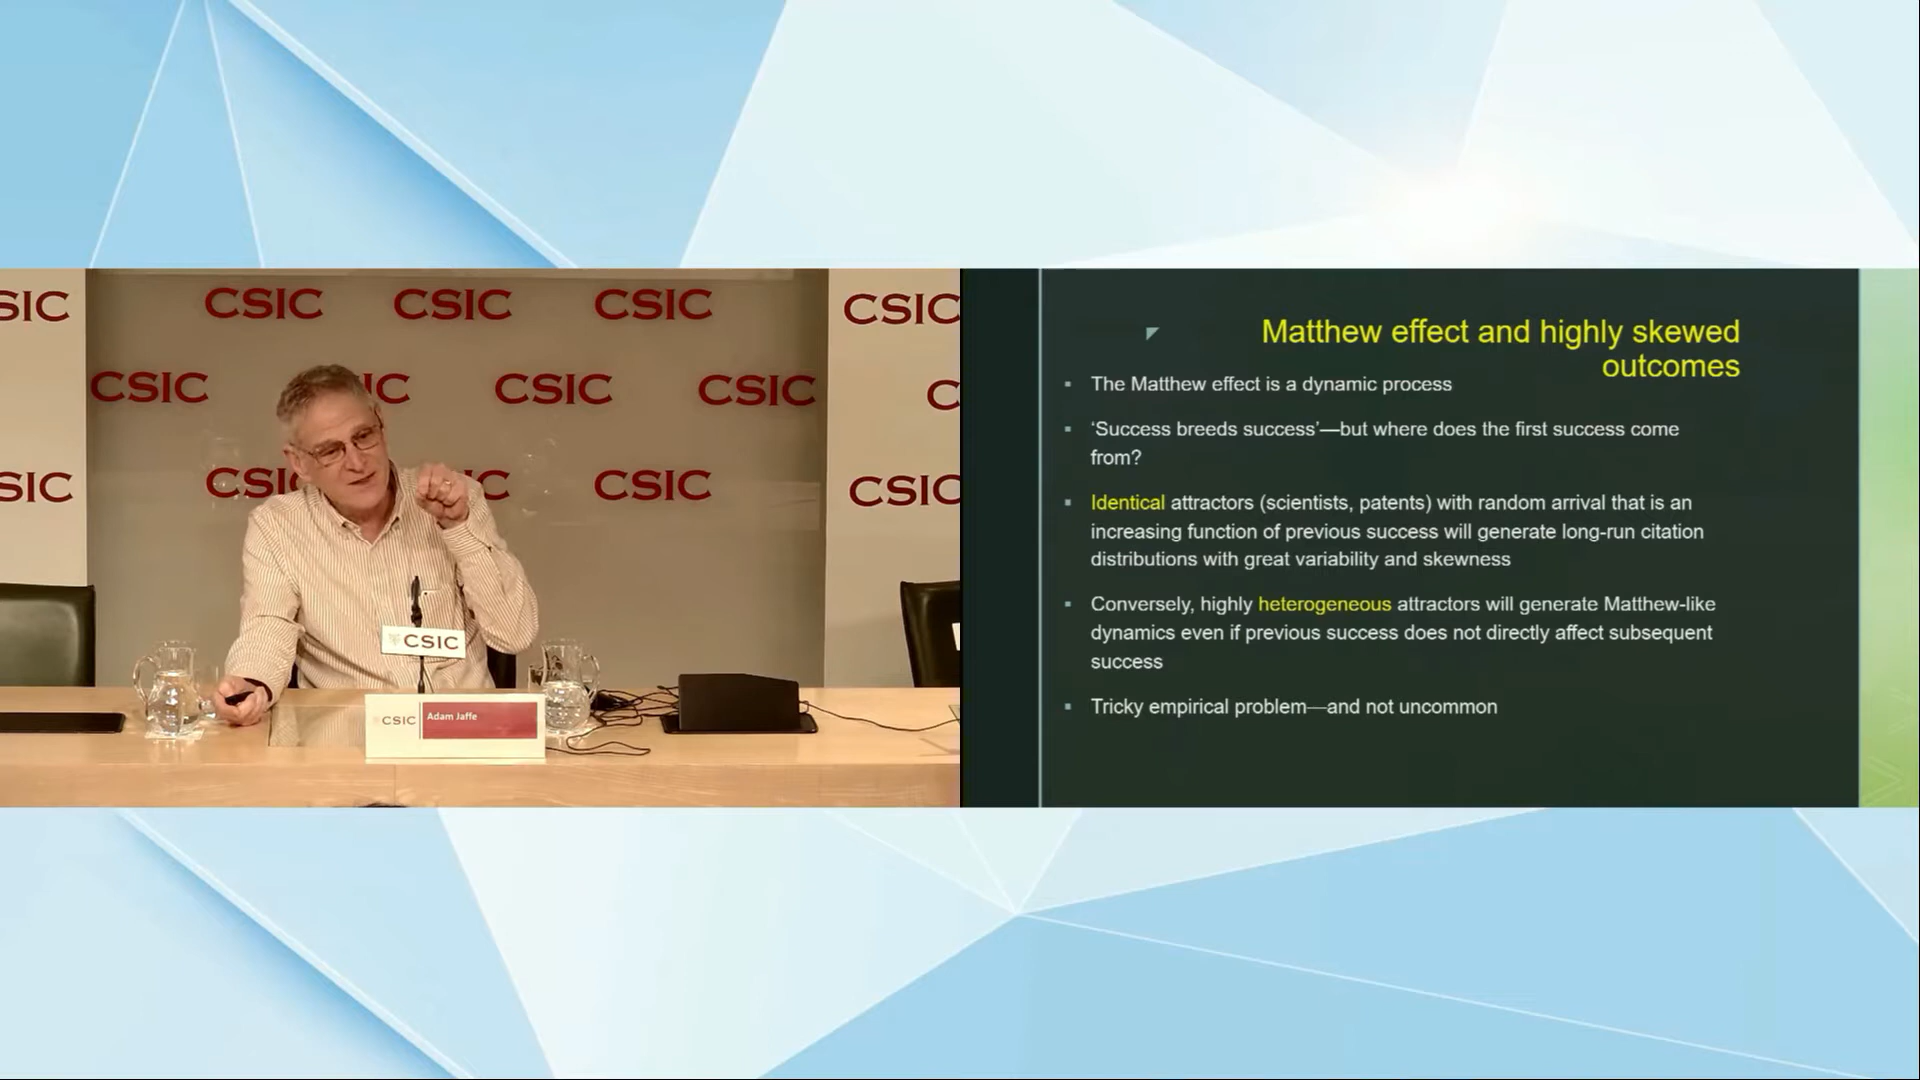 SIC CSIC CSIC CSIC CSIC
CSIC IC CSIC CSIC C
SIC CSIC C CSIC CSIC
CSIC
CSIC Adam Jaffe
Matthew effect and highly skewed
outcomes
▪ The Matthew effect is a dynamic process
▪ ‘Success breeds success’—but where does the first success come
from?
▪ Identical attractors (scientists, patents) with random arrival that is an
increasing function of previous success will generate long-run citation
distributions with great variability and skewness
▪ Conversely, highly heterogeneous attractors will generate Matthew-like
dynamics even if previous success does not directly affect subsequent
success
▪ Tricky empirical problem—and not uncommon